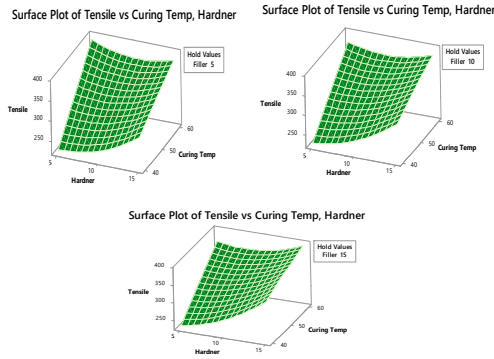 Surface Plot of Tensile vs Curing Temp, Hardner
Hold Values
Filler 5
400
350
300
250
Tensile
5
10
15
Hardner
40
50
60
Curing Temp
Surface Plot of Tensile vs Curing Temp, Hardner
Hold Values
Filler 10
400
350
300
250
Tensile
5
10
15
Hardner
40
50
60
Curing Temp
Surface Plot of Tensile vs Curing Temp, Hardner
Hold Values
Filler 15
400
350
300
250
Tensile
5
10
15
Hardner
40
50
60
Curing Temp